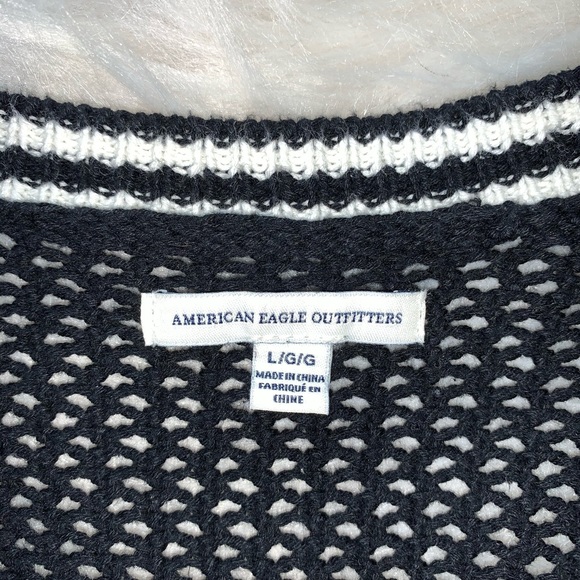 AMERICAN EAGLE OUTFITTERS
L/G/G
MADE IN CHINA
FABRIQUÉ EN
CHINE